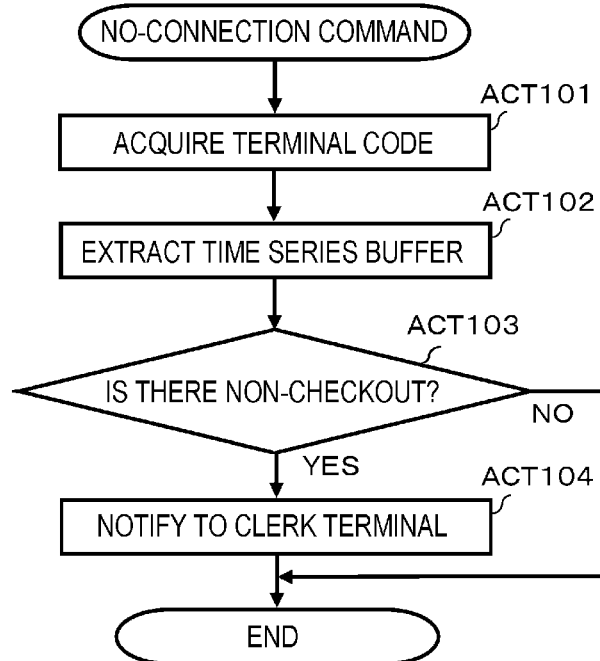 NO-CONNECTION COMMAND
ACT101
ACQUIRE TERMINAL CODE
ACT102
EXTRACT TIME SERIES BUFFER
ACT103
IS THERE NON-CHECKOUT?
NO
YES
ACT104
NOTIFY TO CLERK TERMINAL
END